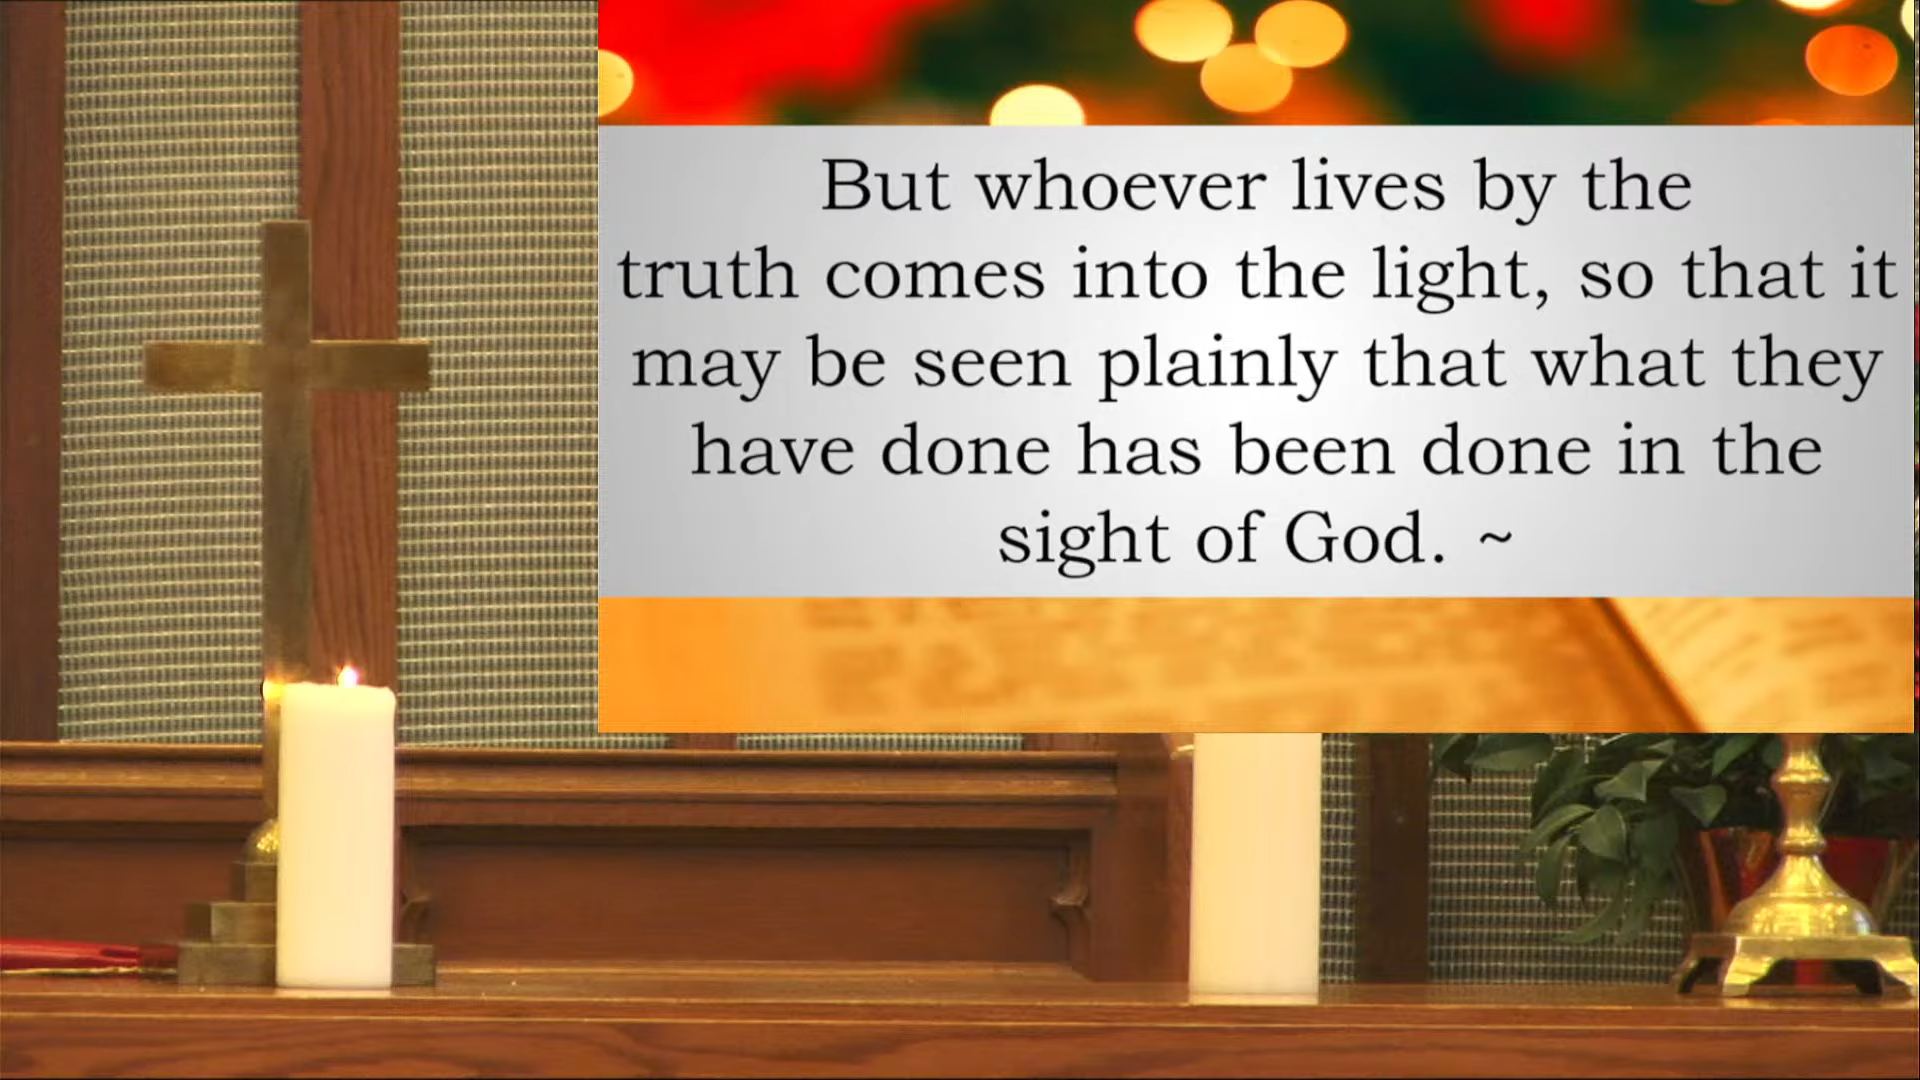 But whoever lives by the
truth comes into the light, so that it
may be seen plainly that what they
have done has been done in the
sight of God. ~